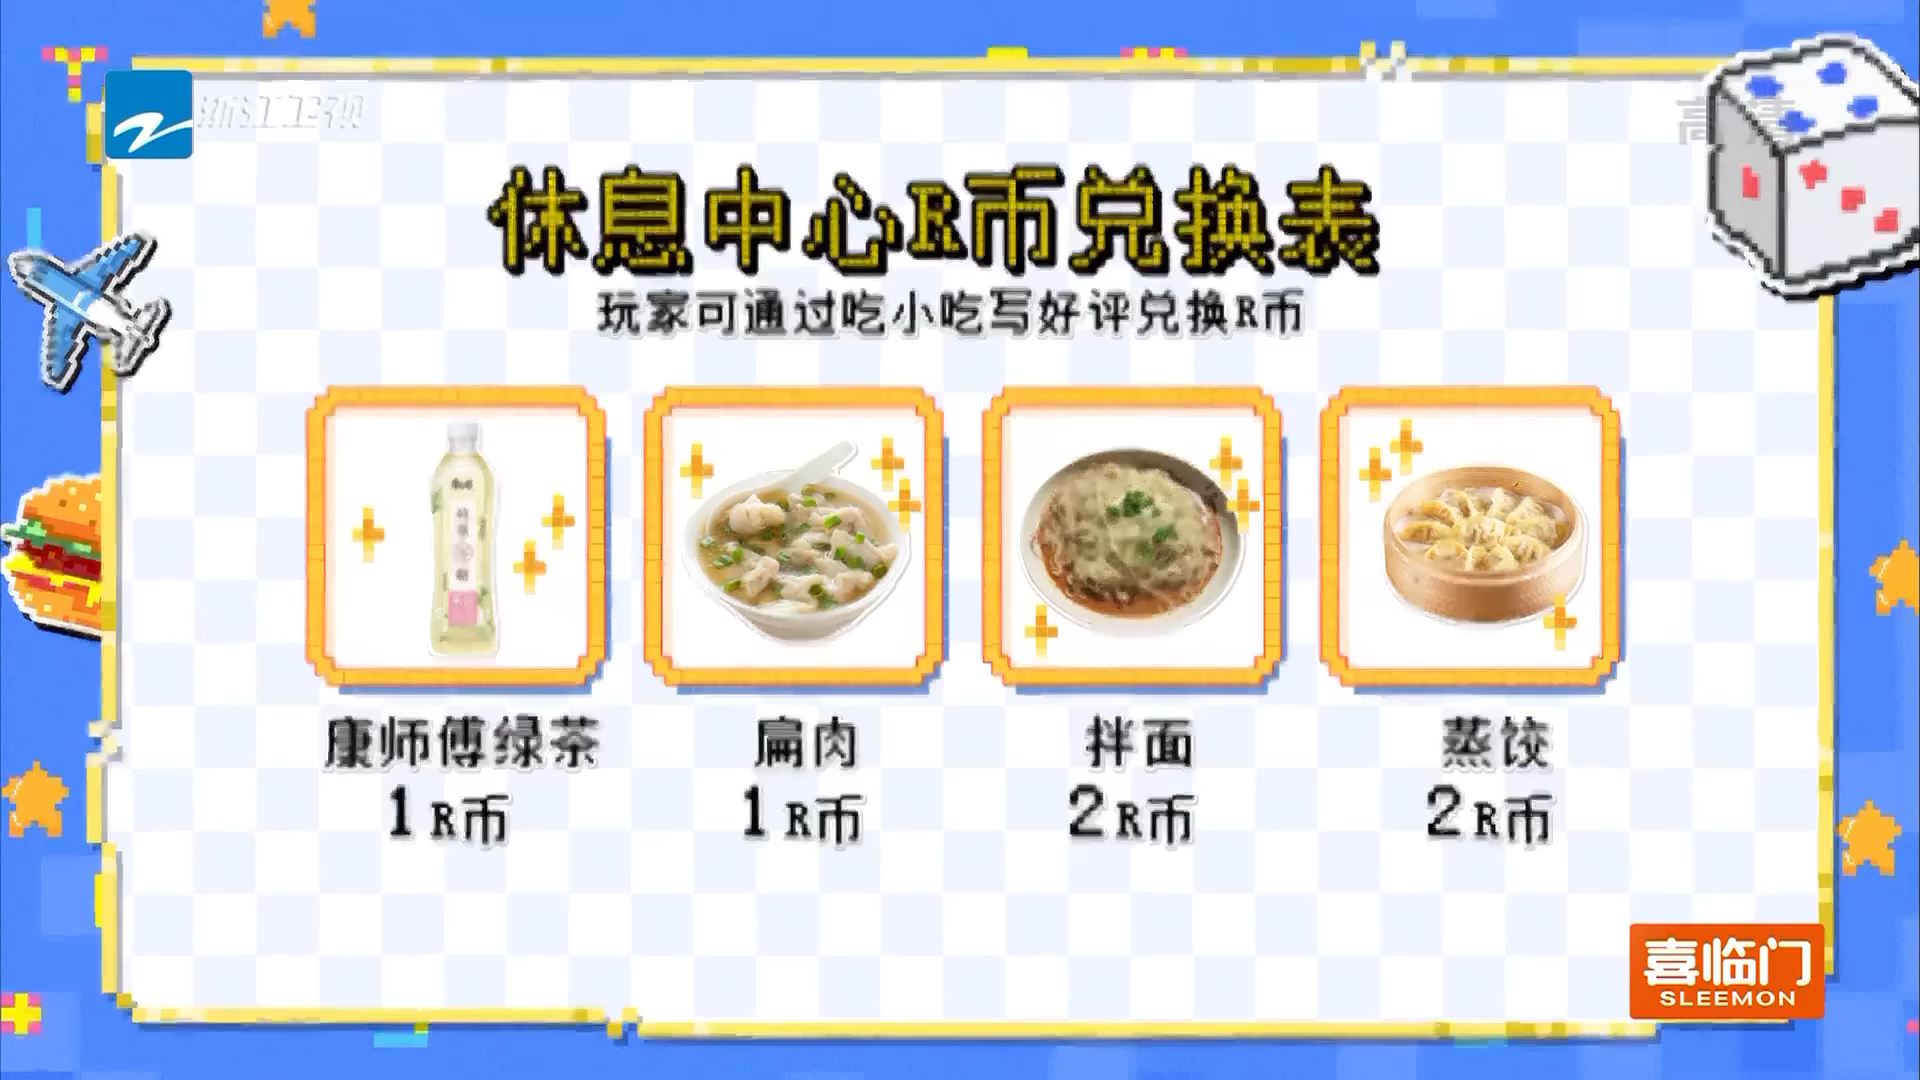 浙江卫视
高清
休息中心R币兑换表
玩家可通过吃小吃写好评兑换R币
康师傅绿茶
扁肉
拌面
蒸饺
1R币
1R币
2R币
2R币
喜临门
SLEEMON